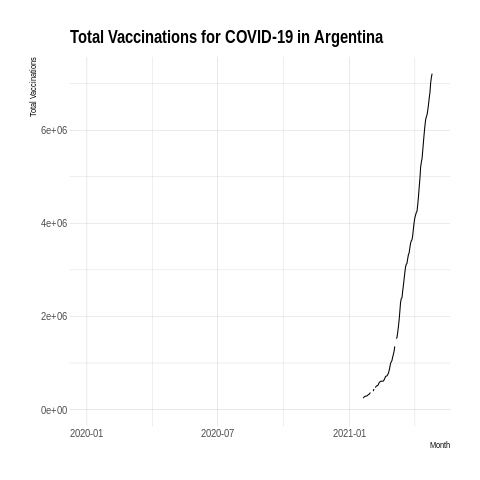 Total Vaccinations for COVID-19 in Argentina
Total Vaccinations
6e+06
4e+06
2e+06
0e+00
2020-01
2020-07
2021-01
Month